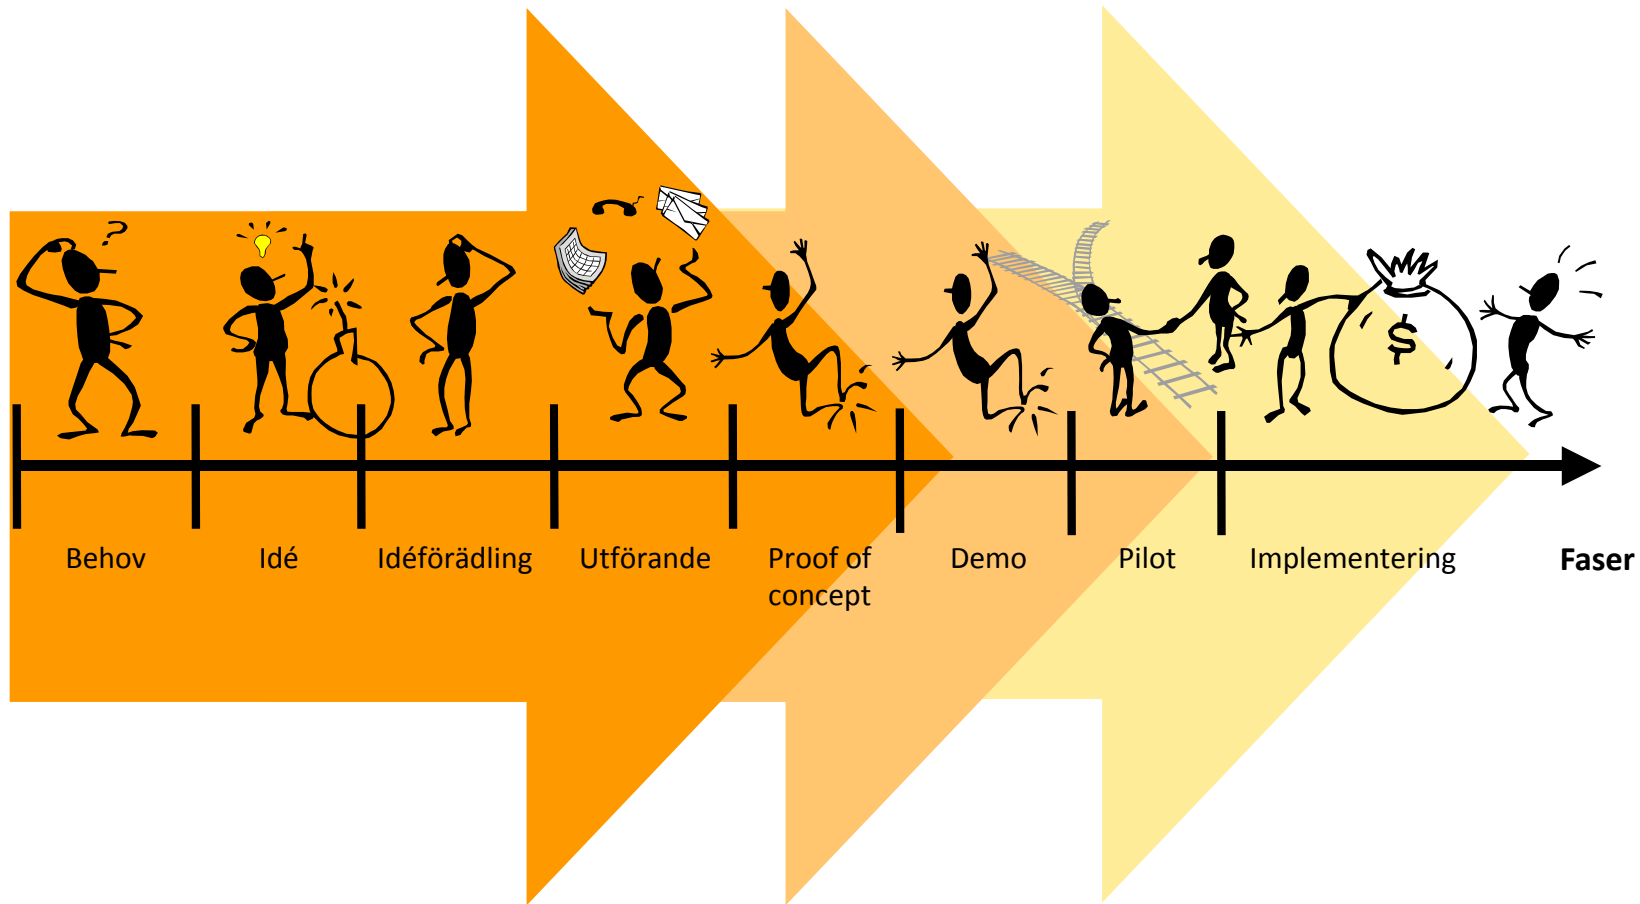 ?
$
Behov
Idé
Idéförädling
Utförande
Proof of
concept
Demo
Pilot
Implementering
Faser